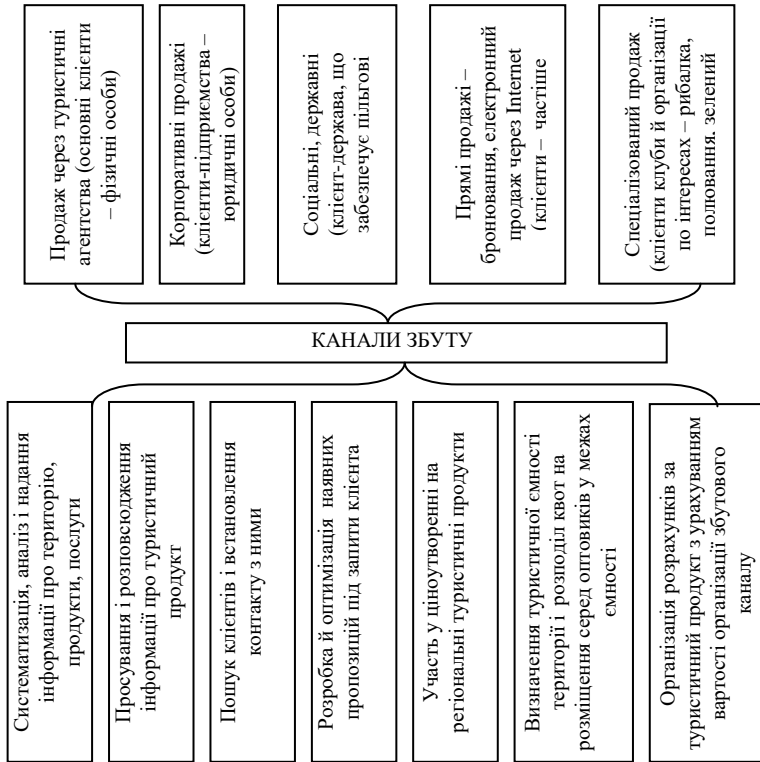 Продаж через туристичні
агентства (основні клієнти
– фізичні особи)
Корпоративні продажі
(клієнти-підприємства –
юридичні особи)
Соціальні, державні
(клієнт-держава, що
забезпечує пільгові
Прямі продажі –
бронювання, електронний
продаж через Internet
(клієнти – частіше
Спеціалізований продаж
(клієнти клуби й організації
по інтересах – рибалка,
полювання. зелений
КАНАЛИ ЗБУТУ
Систематизація, аналіз і надання
інформації про територію,
продукти, послуги
Просування і розповсюдження
інформації про туристичний
продукт
Пошук клієнтів і встановлення
контакту з ними
Розробка й оптимізація наявних
пропозицій під запити клієнта
Участь у ціноутворенні на
регіональні туристичні продукти
Визначення туристичної ємності
території і розподіл квот на
розміщення серед оптовиків у межах
ємності
Організація розрахунків за
туристичний продукт з урахуванням
вартості організації збутового
каналу